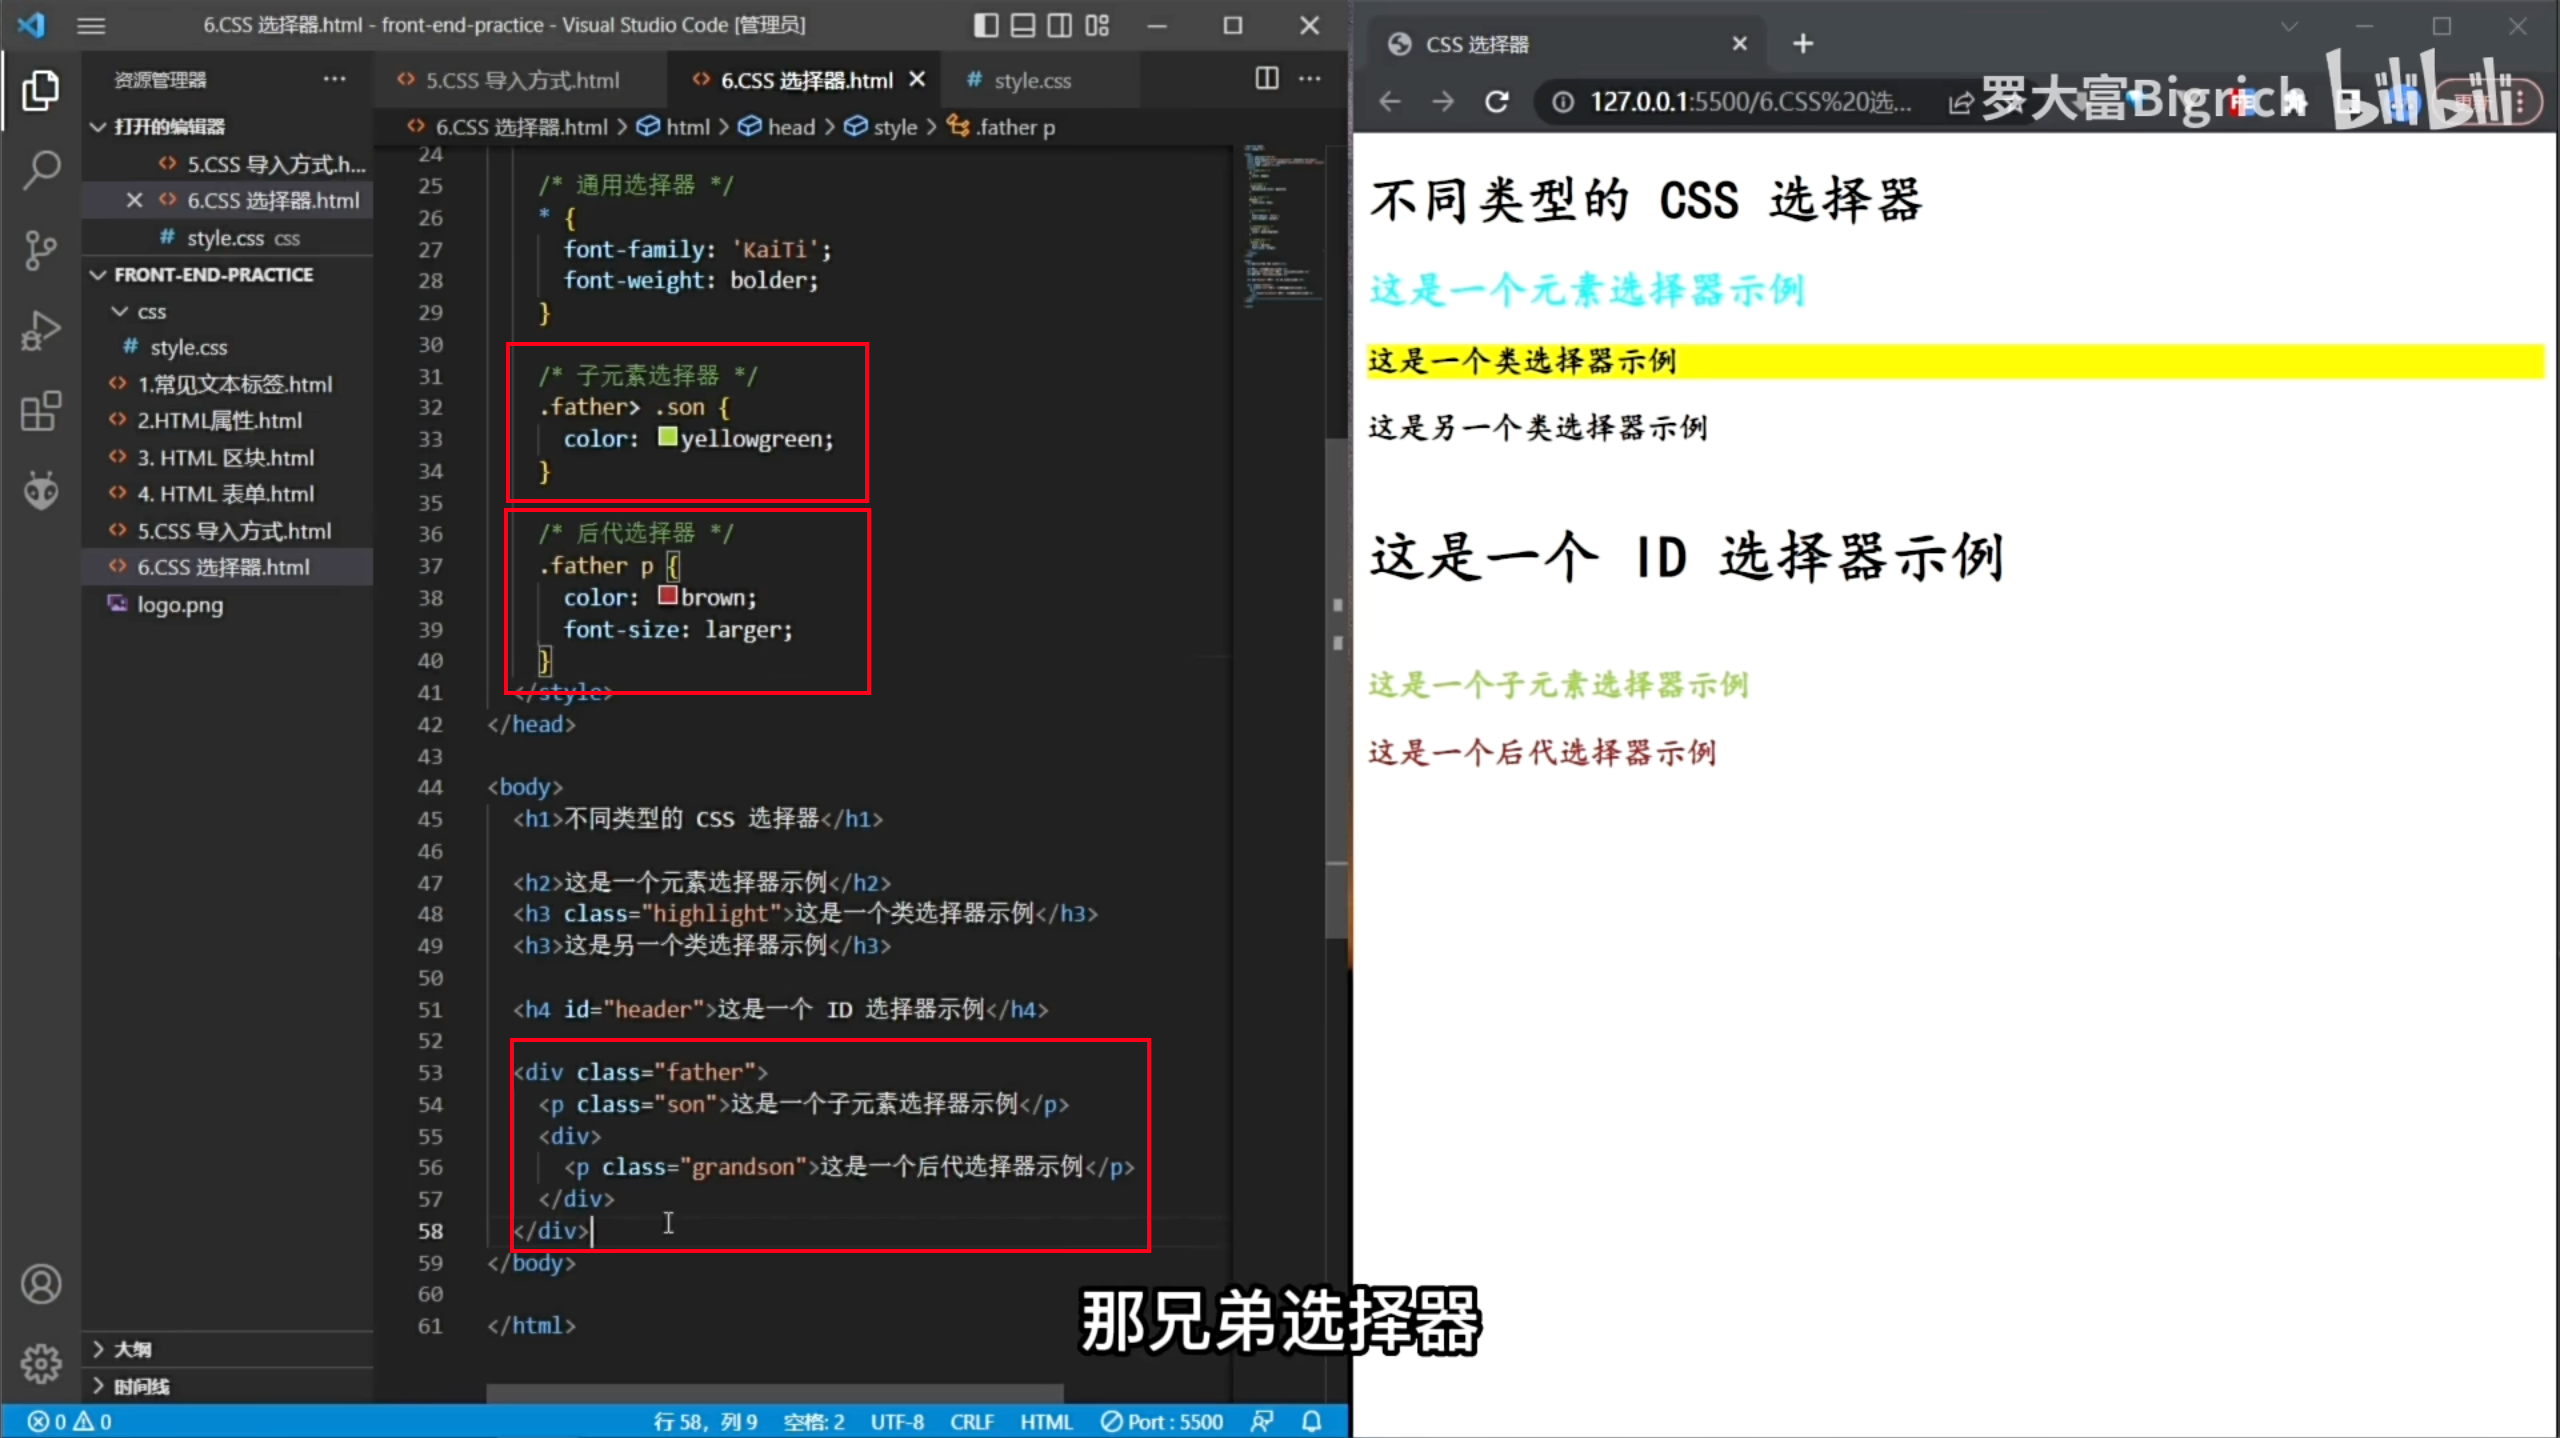 6.CSS 选择器.html - front-end-practice - Visual Studio Code [管理员]
资源管理器
打开的编辑器
5.CSS 导入方式.h...
6.CSS 选择器.html
style.css css
FRONT-END-PRACTICE
css
style.css
1.常见文本标签.html
2.HTML属性.html
3. HTML 区块.html
4. HTML 表单.html
5.CSS 导入方式.html
6.CSS 选择器.html
logo.png
大纲
时间线
5.CSS 导入方式.html
6.CSS 选择器.html
# style.css
6.CSS 选择器.html > html > head > style > .father p
24
25 /* 通用选择器 */
26 * {
27 font-family: 'KaiTi';
28 font-weight: bolder;
29 }
30
31 /* 子元素选择器 */
32 .father> .son {
33 color: yellowgreen;
34 }
35
36 /* 后代选择器 */
37 .father p {
38 color: brown;
39 font-size: larger;
40 }
41 </style>
42 </head>
43
44 <body>
45 <h1>不同类型的 CSS 选择器</h1>
46
47 <h2>这是一个元素选择器示例</h2>
48 <h3 class="highlight">这是一个类选择器示例</h3>
49 <h3>这是另一个类选择器示例</h3>
50
51 <h4 id="header">这是一个 ID 选择器示例</h4>
52
53 <div class="father">
54 <p class="son">这是一个子元素选择器示例</p>
55 <div>
56 <p class="grandson">这是一个后代选择器示例</p>
57 </div>
58 </div>
59 </body>
60
61 </html>
0 0
行 58，列 9 空格: 2 UTF-8 CRLF HTML Port : 5500
CSS 选择器
127.0.0.1:5500/6.CSS%20选...
罗大富Bigrich bilibili
不同类型的 CSS 选择器
这是一个元素选择器示例
这是一个类选择器示例
这是另一个类选择器示例
这是一个 ID 选择器示例
这是一个子元素选择器示例
这是一个后代选择器示例
那兄弟选择器